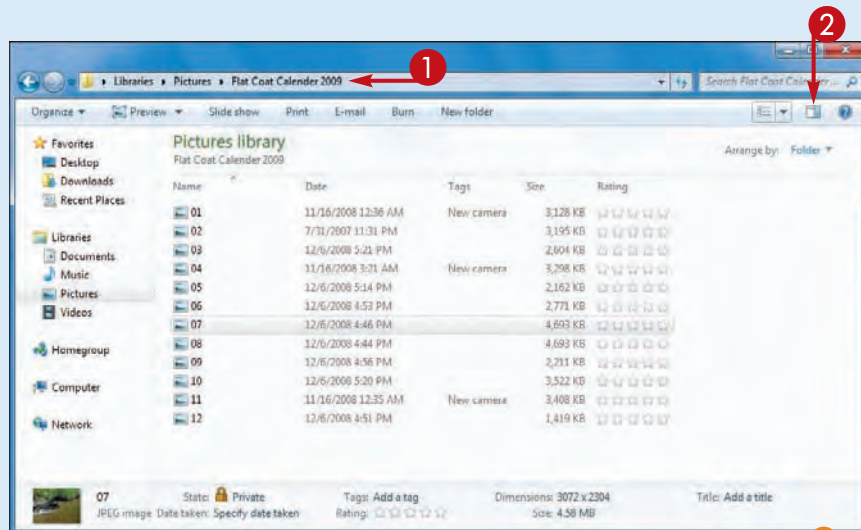 2
1
Libraries ▸ Pictures ▸ Flat Coat Calender 2009
Search Flat Coat Calender ...
Organize Preview Slide show Print E-mail Burn New folder
Favorites
Desktop
Downloads
Recent Places
Libraries
Documents
Music
Pictures
Videos
Homegroup
Computer
Network
Pictures library
Flat Coat Calender 2009
Arrange by: Folder
Name Date Tags Size Rating
01 11/16/2008 12:36 AM New camera 3,128 KB
02 7/31/2007 11:31 PM 3,195 KB
03 12/6/2008 5:21 PM 2,604 KB
04 11/16/2008 3:21 AM New camera 3,298 KB
05 12/6/2008 5:14 PM 2,162 KB
06 12/6/2008 4:53 PM 2,771 KB
07 12/6/2008 4:46 PM 4,693 KB
08 12/6/2008 4:44 PM 4,693 KB
09 12/6/2008 4:56 PM 2,211 KB
10 12/6/2008 5:20 PM 3,522 KB
11 11/16/2008 12:35 AM New camera 3,408 KB
12 12/6/2008 4:51 PM 1,419 KB
07 State: Private Tags: Add a tag Dimensions: 3072 x 2304 Title: Add a title
JPEG image Date taken: Specify date taken Rating: Size: 4.58 MB